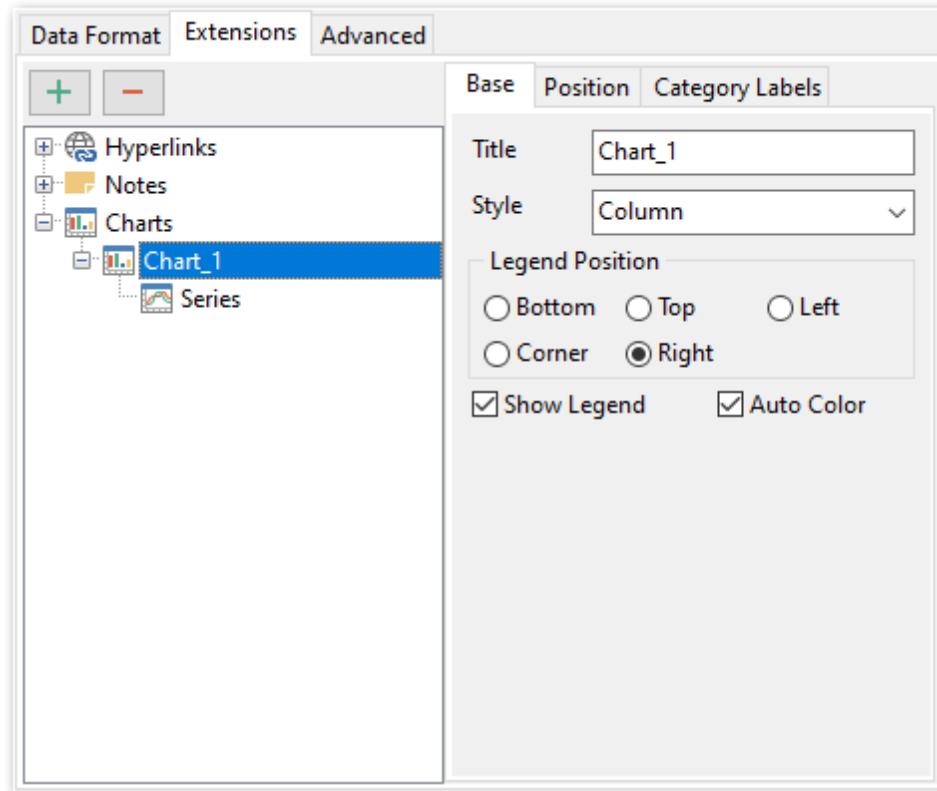 Data Format Extensions Advanced
Base Position Category Labels
Hyperlinks
Notes
Charts
Chart_1
Series
Title Chart_1
Style Column
Legend Position
Bottom Top Left
Corner Right
Show Legend Auto Color